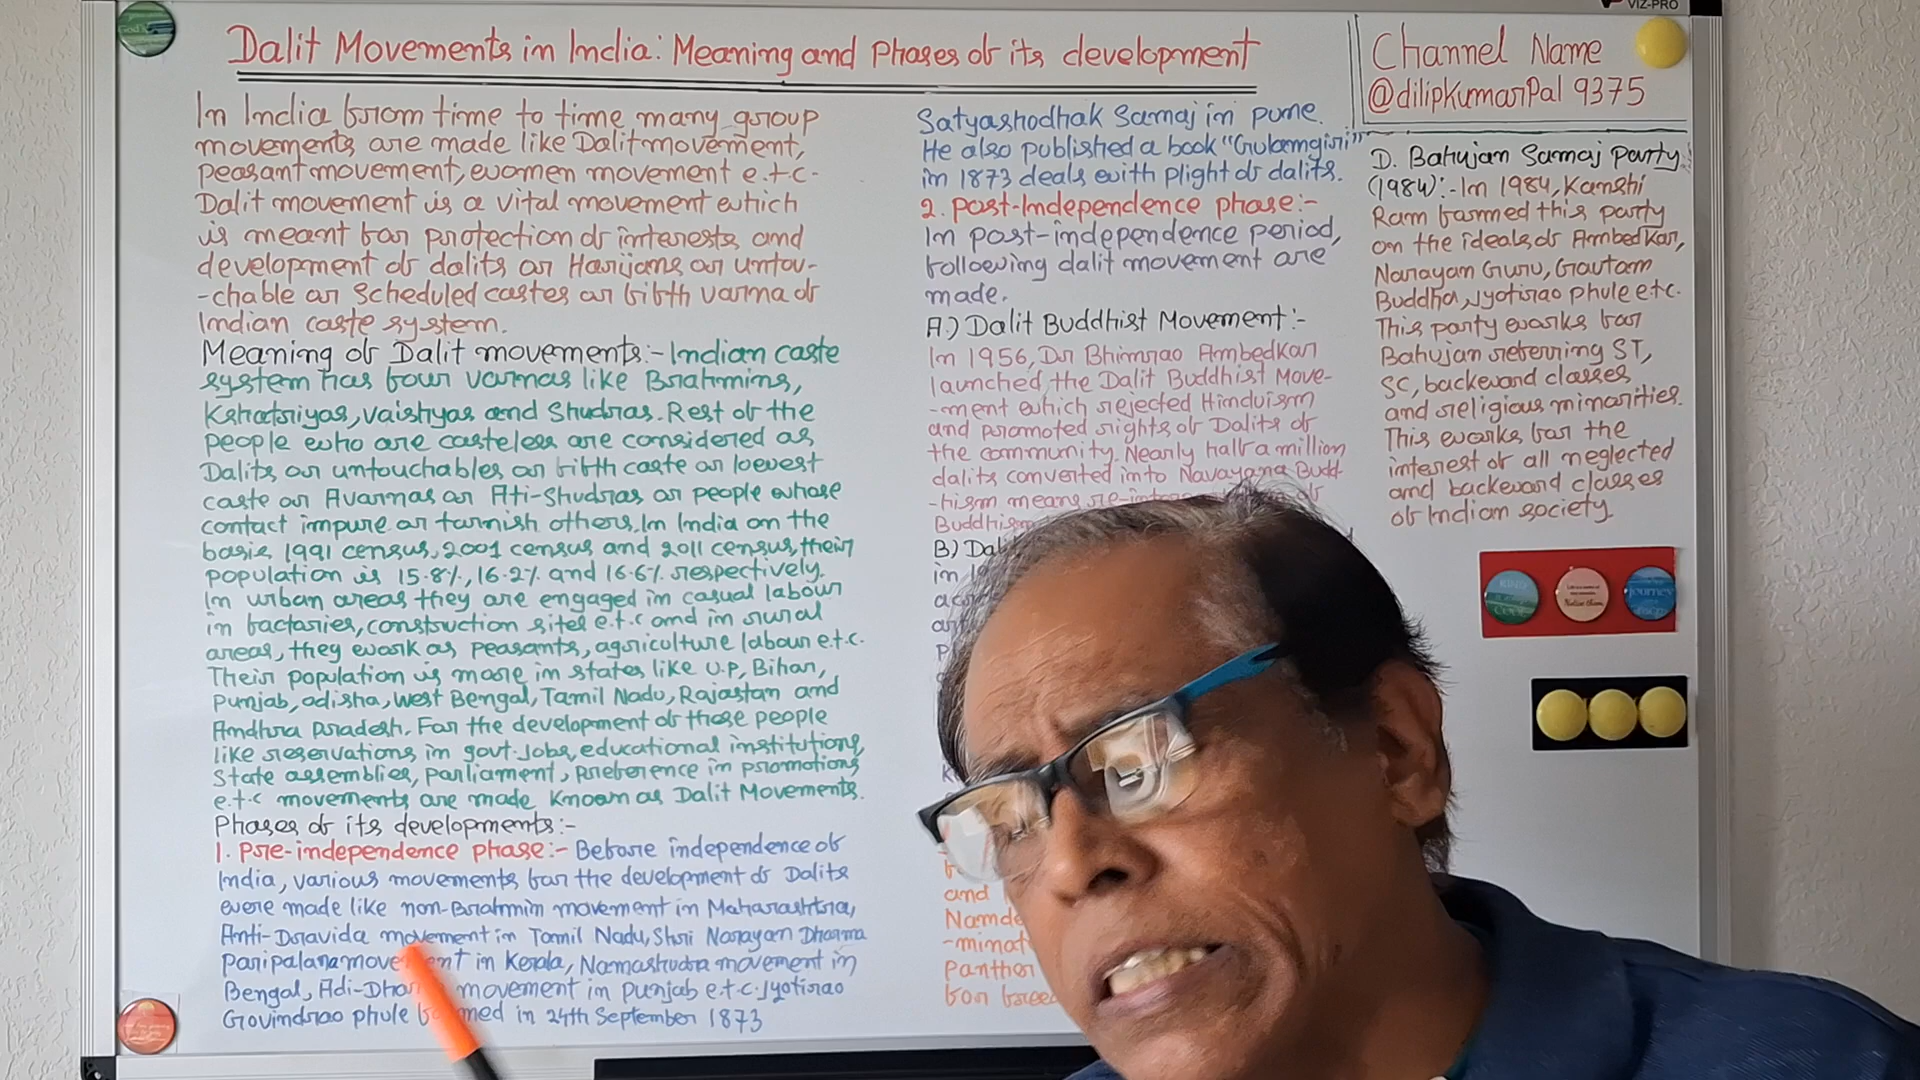 Dalit Movements in India: Meaning and Phases of its development
In India from time to time many group
movements are made like Dalit movement,
peasant movement, women movement e.t.c.
Dalit movement is a vital movement which
is meant for protection of interests and
development of dalits or Harijans or untou-
-chable or scheduled castes or fifth varna of
Indian caste system.
Meaning of Dalit movements:- Indian caste
system has four varnas like Brahmins,
Kshatriyas, Vaishyas and Shudras. Rest of the
people who are casteless are considered as
Dalits or untouchables or fifth caste or lowest
caste or Avarnas or Ati-Shudras or people whose
contact impure or tarnish others. In India on the
basis 1991 census, 2001 census and 2011 census, their
population is 15.8%, 16.2% and 16.6% respectively.
In urban areas they are engaged in casual labour
in factories, construction sites e.t.c and in rural
areas, they work as peasants, agriculture labour e.t.c.
Their population is more in states like U.P, Bihar,
Punjab, odisha, West Bengal, Tamil Nadu, Rajastan and
Andhra Pradesh. For the development of these people
like reservations in govt. jobs, educational institutions,
State assemblies, parliament, preference in promotions
e.t.c movements are made known as Dalit Movements.
Phases of its developments:-
1. Pre-independence phase:- Before independence of
India, various movements for the development of Dalits
were made like non-Brahmin movement in Maharashtra,
Anti-Dravida movement in Tamil Nadu, Shri Narayan Dharma
Paripalana movement in Kerala, Namashudra movement in
Bengal, Adi-Dharm movement in Punjab e.t.c. Jyotirao
Govindrao phule formed in 24th September 1873
Satyashodhak Samaj in pune.
He also published a book "Gulamgiri"
in 1873 deals with plight of dalits.
2. Post-Independence phase:-
In post-independence period,
following dalit movement are
made.
A.) Dalit Buddhist Movement:-
In 1956, Dr Bhimrao Ambedkar
launched the Dalit Buddhist Move-
-ment which rejected Hinduism
and promoted rights of Dalits of
the community. Nearly half a million
dalits converted into Navayana Budd-
-hism means of
Buddhism
B)
in
and
-minat
Panther
for
Channel Name
@dilipkumarpal 9375
D. Bahujan Samaj Party
(1984):- In 1984, Kanshi
Ram formed this party
on the ideals of Ambedkar,
Narayan Guru, Gautam
Buddha, Jyotirao phule e.t.c.
This party works for
Bahujan referring ST,
SC, backward classes
and religious minorities.
This works for the
interest of all neglected
and backward classes
of Indian society.
VIZ-PRO